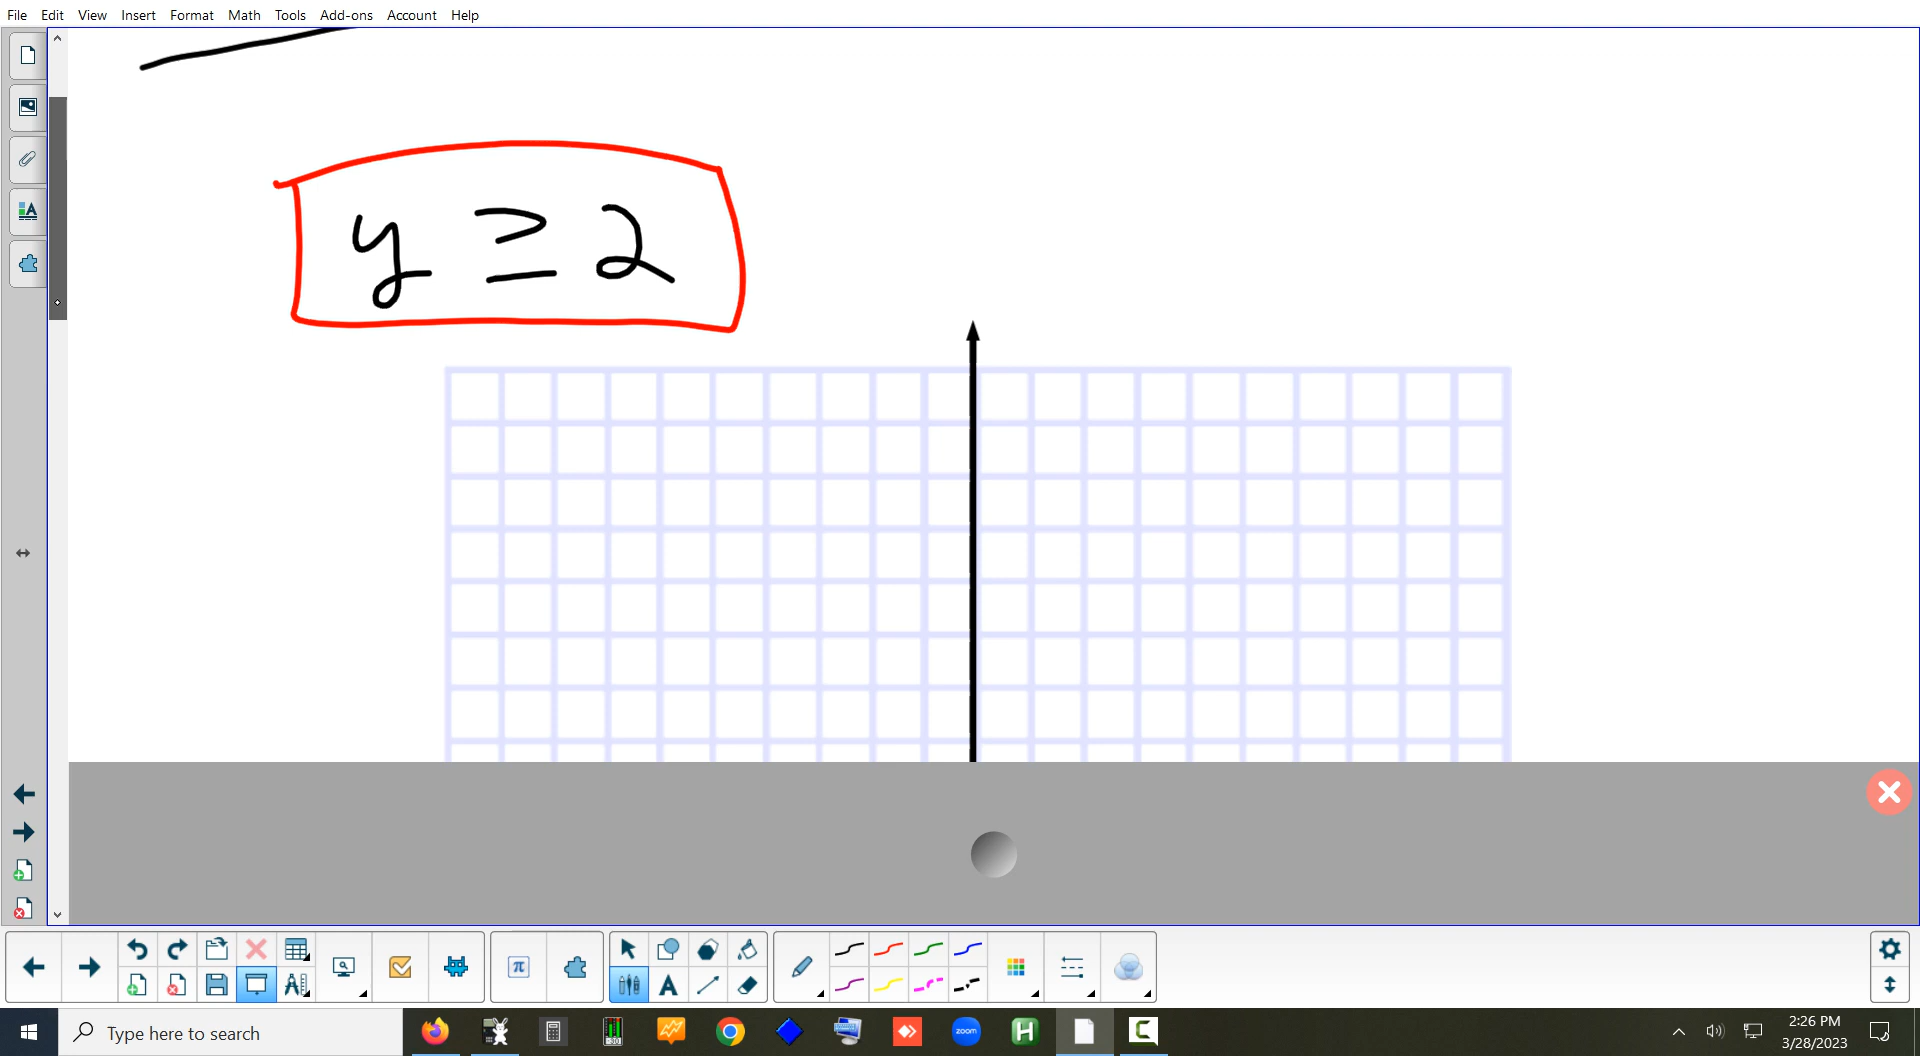 File Edit View Insert Format Math Tools Add-ons Account Help
y ≥ 2
A
π
A
zoom
H
C
Type here to search
2:26 PM
3/28/2023